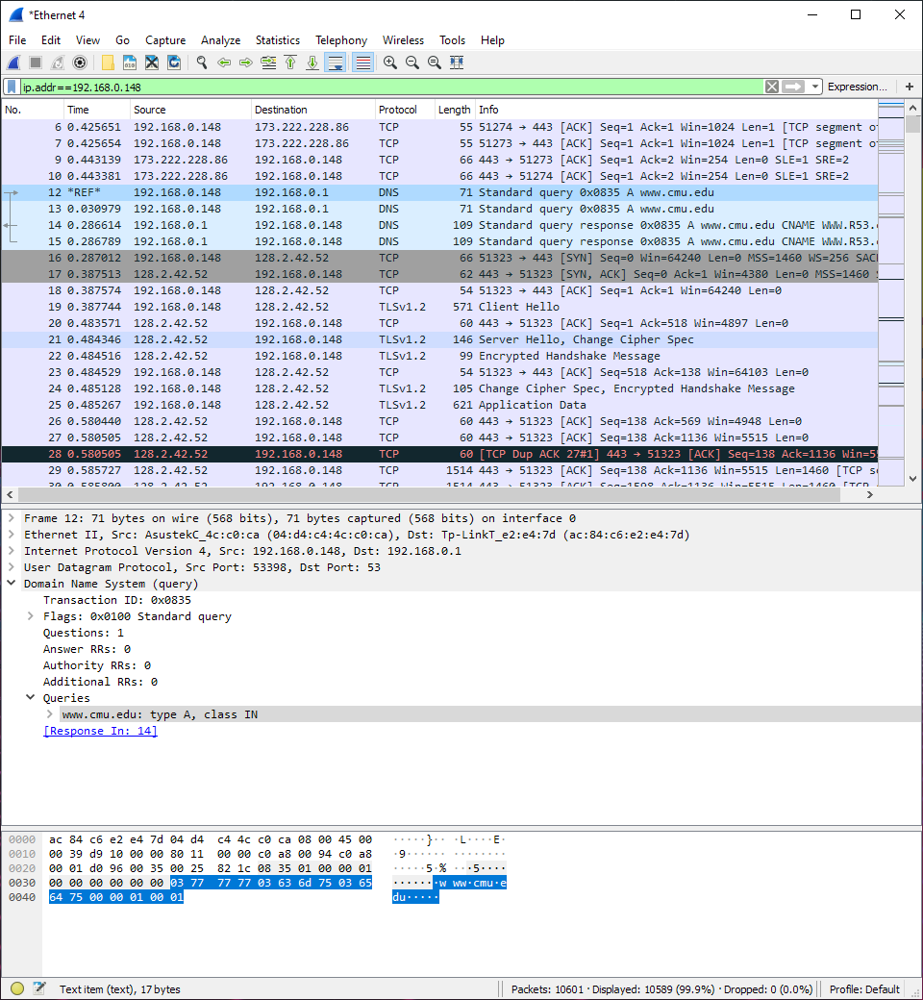 *Ethernet 4
File Edit View Go Capture Analyze Statistics Telephony Wireless Tools Help
ip.addr==192.168.0.148 Expression... +
No. Time Source Destination Protocol Length Info
6 0.425651 192.168.0.148 173.222.228.86 TCP 55 51274 → 443 [ACK] Seq=1 Ack=1 Win=1024 Len=1 [TCP segment of
7 0.425654 192.168.0.148 173.222.228.86 TCP 55 51273 → 443 [ACK] Seq=1 Ack=1 Win=1024 Len=1 [TCP segment of
9 0.443139 173.222.228.86 192.168.0.148 TCP 66 443 → 51273 [ACK] Seq=1 Ack=2 Win=254 Len=0 SLE=1 SRE=2
10 0.443381 173.222.228.86 192.168.0.148 TCP 66 443 → 51274 [ACK] Seq=1 Ack=2 Win=254 Len=0 SLE=1 SRE=2
12 *REF* 192.168.0.148 192.168.0.1 DNS 71 Standard query 0x0835 A www.cmu.edu
13 0.030979 192.168.0.148 192.168.0.1 DNS 71 Standard query 0x0835 A www.cmu.edu
14 0.286614 192.168.0.1 192.168.0.148 DNS 109 Standard query response 0x0835 A www.cmu.edu CNAME WWW.R53.
15 0.286789 192.168.0.1 192.168.0.148 DNS 109 Standard query response 0x0835 A www.cmu.edu CNAME WWW.R53.
16 0.287012 192.168.0.148 128.2.42.52 TCP 66 51323 → 443 [SYN] Seq=0 Win=64240 Len=0 MSS=1460 WS=256 SAC
17 0.387513 128.2.42.52 192.168.0.148 TCP 62 443 → 51323 [SYN, ACK] Seq=0 Ack=1 Win=4380 Len=0 MSS=1460
18 0.387574 192.168.0.148 128.2.42.52 TCP 54 51323 → 443 [ACK] Seq=1 Ack=1 Win=64240 Len=0
19 0.387744 192.168.0.148 128.2.42.52 TLSv1.2 571 Client Hello
20 0.483571 128.2.42.52 192.168.0.148 TCP 60 443 → 51323 [ACK] Seq=1 Ack=518 Win=4897 Len=0
21 0.484346 128.2.42.52 192.168.0.148 TLSv1.2 146 Server Hello, Change Cipher Spec
22 0.484516 128.2.42.52 192.168.0.148 TLSv1.2 99 Encrypted Handshake Message
23 0.484529 192.168.0.148 128.2.42.52 TCP 54 51323 → 443 [ACK] Seq=518 Ack=138 Win=64103 Len=0
24 0.485128 192.168.0.148 128.2.42.52 TLSv1.2 105 Change Cipher Spec, Encrypted Handshake Message
25 0.485267 192.168.0.148 128.2.42.52 TLSv1.2 621 Application Data
26 0.580440 128.2.42.52 192.168.0.148 TCP 60 443 → 51323 [ACK] Seq=138 Ack=569 Win=4948 Len=0
27 0.580505 128.2.42.52 192.168.0.148 TCP 60 443 → 51323 [ACK] Seq=138 Ack=1136 Win=5515 Len=0
28 0.580505 128.2.42.52 192.168.0.148 TCP 60 [TCP Dup ACK 27#1] 443 → 51323 [ACK] Seq=138 Ack=1136 Win=5
29 0.585727 128.2.42.52 192.168.0.148 TCP 1514 443 → 51323 [ACK] Seq=138 Ack=1136 Win=5515 Len=1460 [TCP s
Frame 12: 71 bytes on wire (568 bits), 71 bytes captured (568 bits) on interface 0
Ethernet II, Src: AsustekC_4c:c0:ca (04:d4:c4:4c:c0:ca), Dst: Tp-LinkT_e2:e4:7d (ac:84:c6:e2:e4:7d)
Internet Protocol Version 4, Src: 192.168.0.148, Dst: 192.168.0.1
User Datagram Protocol, Src Port: 53398, Dst Port: 53
Domain Name System (query)
Transaction ID: 0x0835
Flags: 0x0100 Standard query
Questions: 1
Answer RRs: 0
Authority RRs: 0
Additional RRs: 0
Queries
www.cmu.edu: type A, class IN
[Response In: 14]
0000 ac 84 c6 e2 e4 7d 04 d4 c4 4c c0 ca 08 00 45 00 ·····}·· ·L····E·
0010 00 39 d9 10 00 00 80 11 00 00 c0 a8 00 94 c0 a8 ·9······ ········
0020 00 01 d0 96 00 35 00 25 82 1c 08 35 01 00 00 01 ·····5·% ···5····
0030 00 00 00 00 00 00 03 77 77 77 03 63 6d 75 03 65 ·······w ww·cmu·e
0040 64 75 00 00 01 00 01 du·····
Text item (text), 17 bytes Packets: 10601 · Displayed: 10589 (99.9%) · Dropped: 0 (0.0%) Profile: Default